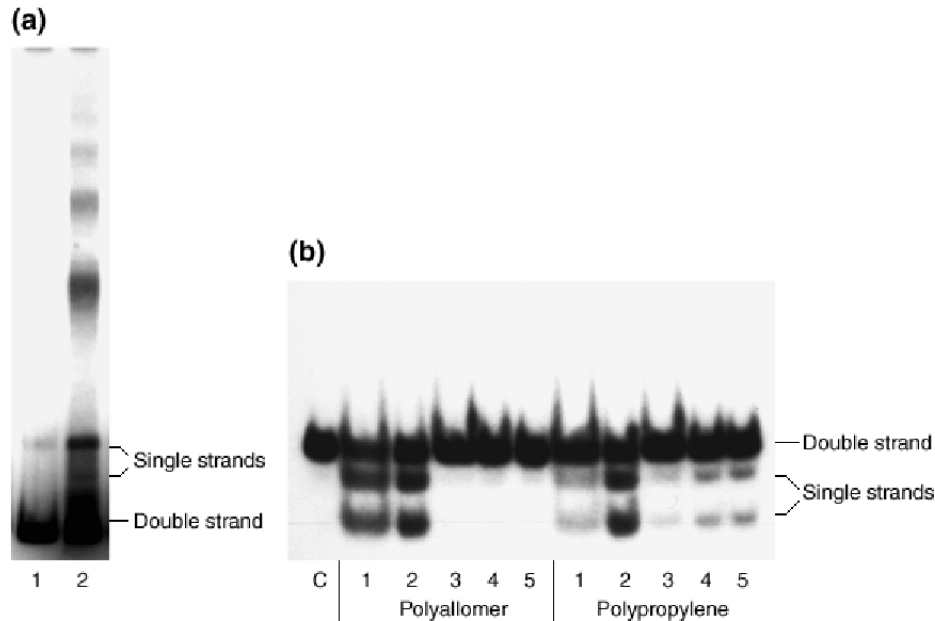 (a)
Single strands
Double strand
1 2
(b)
Double strand
Single strands
C 1 2 3 4 5 1 2 3 4 5
Polyallomer Polypropylene